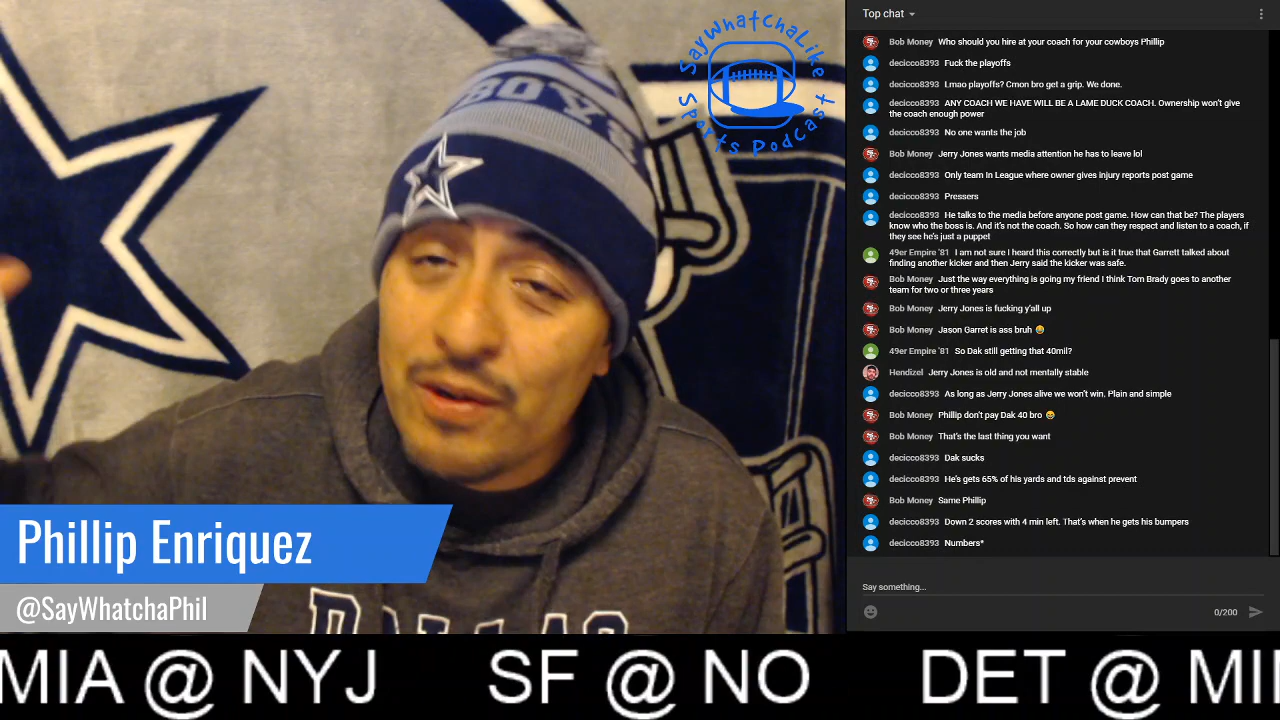 SayWhatChaLike
Sports Podcast
COWBOYS
Phillip Enriquez
@SayWhatchaPhil
DALLAS
Top chat
Bob Money Who should you hire at your coach for your cowboys Phillip
decicco8393 Fuck the playoffs
decicco8393 Lmao playoffs? Cmon bro get a grip. We done.
decicco8393 ANY COACH WE HAVE WILL BE A LAME DUCK COACH. Ownership won't give
the coach enough power
decicco8393 No one wants the job
Bob Money Jerry Jones wants media attention he has to leave lol
decicco8393 Only team In League where owner gives injury reports post game
decicco8393 Pressers
decicco8393 He talks to the media before anyone post game. How can that be? The players
know who the boss is. And it's not the coach. So how can they respect and listen to a coach, if
they see he's just a puppet
49er Empire '81 I am not sure I heard this correctly but is it true that Garrett talked about
finding another kicker and then Jerry said the kicker was safe.
Bob Money Just the way everything is going my friend I think Tom Brady goes to another
team for two or three years
Bob Money Jerry Jones is fucking y'all up
Bob Money Jason Garret is ass bruh 😄
49er Empire '81 So Dak still getting that 40mil?
Hendizel Jerry Jones is old and not mentally stable
decicco8393 As long as Jerry Jones alive we won't win. Plain and simple
Bob Money Phillip don't pay Dak 40 bro 😄
Bob Money That's the last thing you want
decicco8393 Dak sucks
decicco8393 He's gets 65% of his yards and tds against prevent
Bob Money Same Phillip
decicco8393 Down 2 scores with 4 min left. That's when he gets his bumpers
decicco8393 Numbers*
Say something...
0/200
MIA @ NYJ SF @ NO DET @ MI